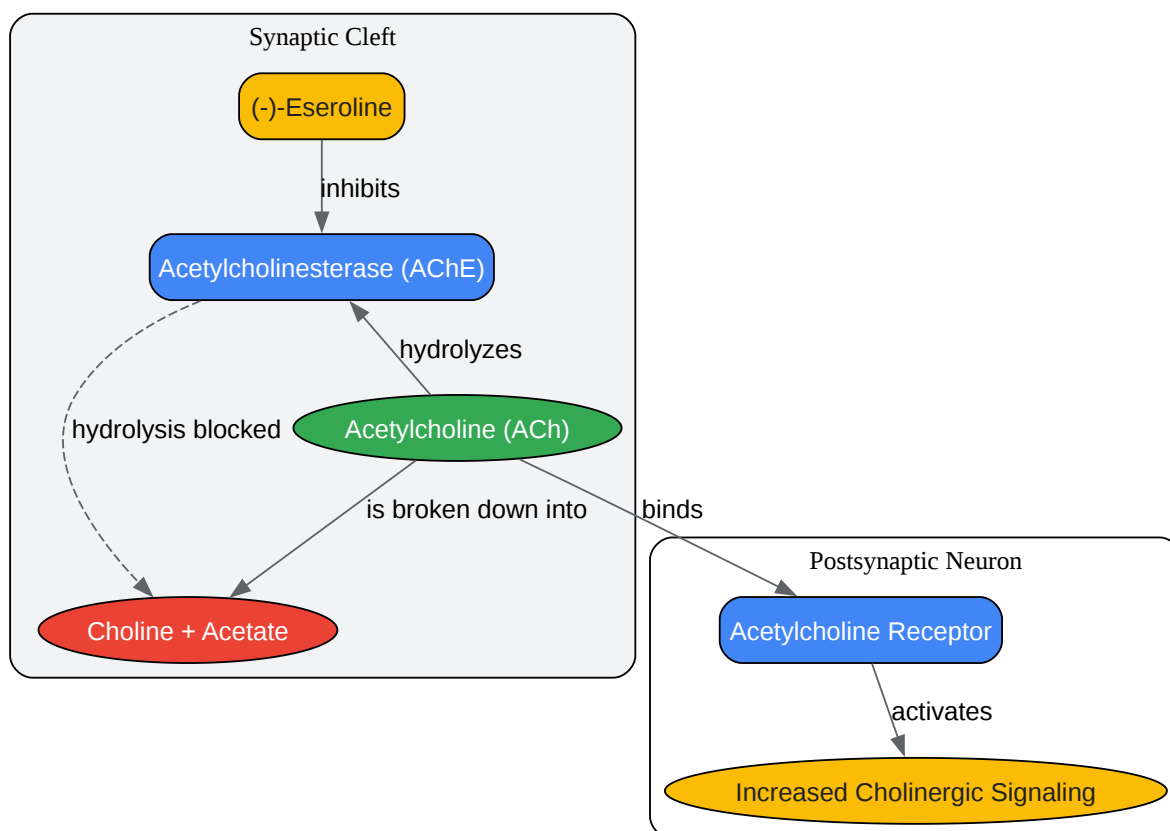 Synaptic Cleft
(-)-Eseroline
inhibits
Acetylcholinesterase (AChE)
hydrolyzes
Acetylcholine (ACh)
hydrolysis blocked
is broken down into
binds
Choline + Acetate
Postsynaptic Neuron
Acetylcholine Receptor
activates
Increased Cholinergic Signaling